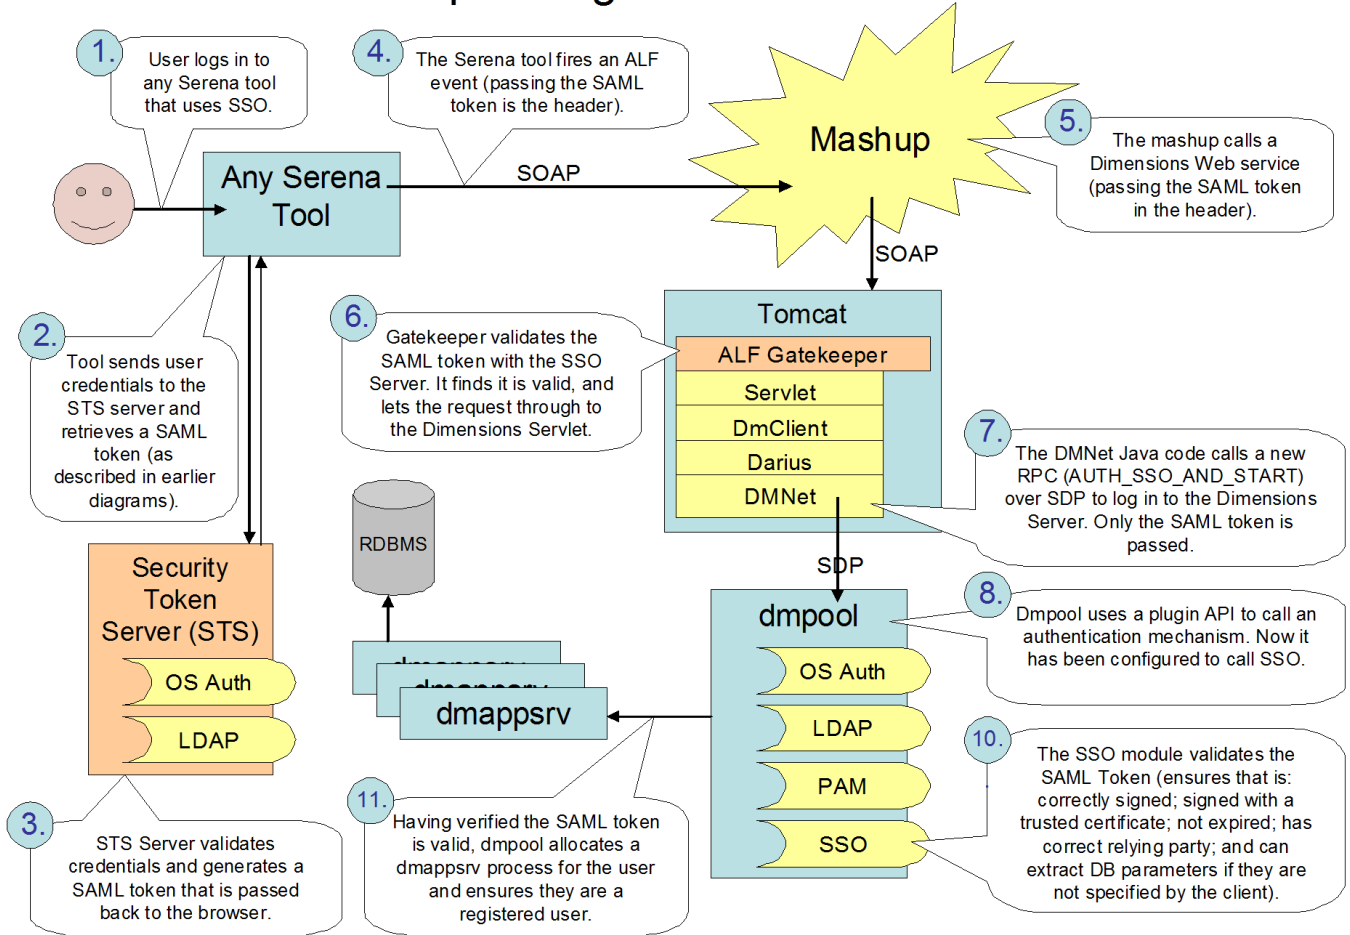 1.
User logs in to
any Serena tool
that uses SSO.
4.
The Serena tool fires an ALF
event (passing the SAML
token is the header).
Mashup
5.
The mashup calls a
Dimensions Web service
(passing the SAML token
in the header).
Any Serena
Tool
SOAP
SOAP
2.
Tool sends user
credentials to the
STS server and
retrieves a SAML
token (as
described in earlier
diagrams).
6.
Gatekeeper validates the
SAML token with the SSO
Server. It finds it is valid, and
lets the request through to
the Dimensions Servlet.
Tomcat
ALF Gatekeeper
Servlet
DmClient
Darius
DMNet
7.
The DMNet Java code calls a new
RPC (AUTH_SSO_AND_START)
over SDP to log in to the Dimensions
Server. Only the SAML token is
passed.
RDBMS
SDP
Security
Token
Server (STS)
OS Auth
LDAP
dmpool
OS Auth
LDAP
PAM
SSO
8.
Dmpool uses a plugin API to call an
authentication mechanism. Now it
has been configured to call SSO.
dmappsrv
dmappsrv
dmappsrv
10.
The SSO module validates the
SAML Token (ensures that is:
correctly signed; signed with a
trusted certificate; not expired; has
correct relying party; and can
extract DB parameters if they are
not specified by the client).
3.
STS Server validates
credentials and generates a
SAML token that is passed
back to the browser.
11.
Having verified the SAML token
is valid, dmpool allocates a
dmappsrv process for the user
and ensures they are a
registered user.